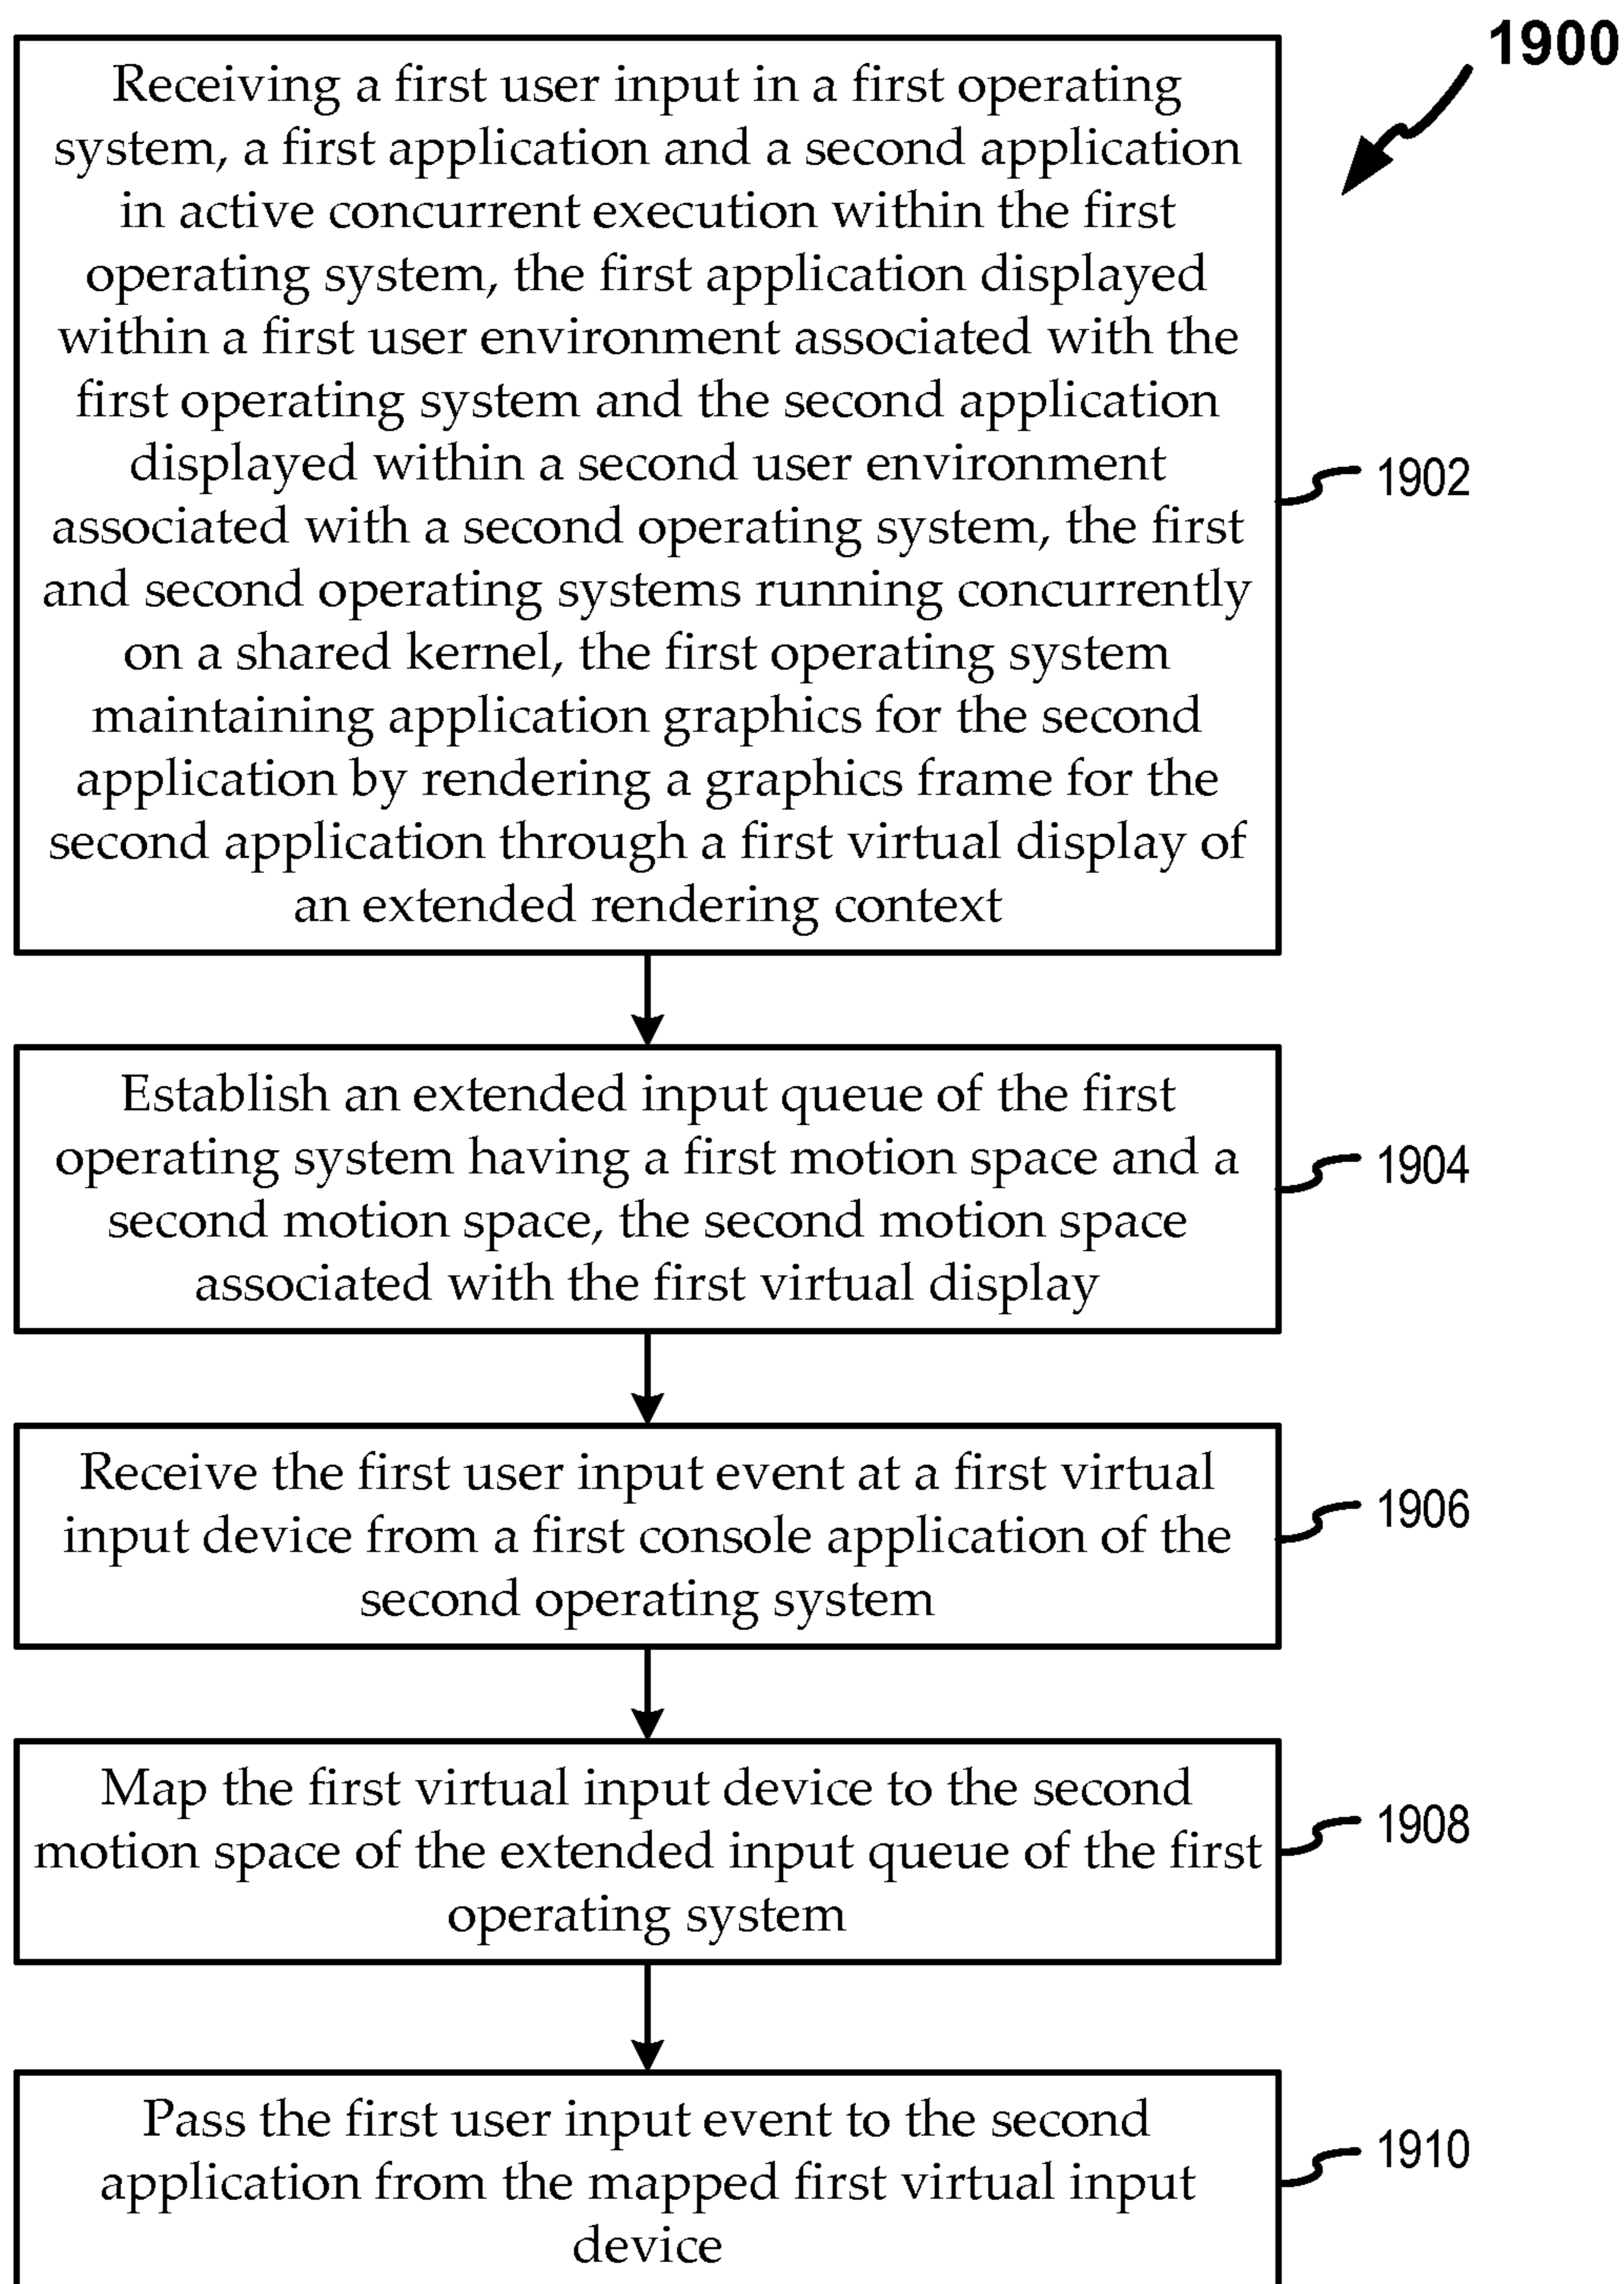 1900
Receiving a first user input in a first operating
system, a first application and a second application
in active concurrent execution within the first
operating system, the first application displayed
within a first user environment associated with the
first operating system and the second application
displayed within a second user environment
associated with a second operating system, the first
and second operating systems running concurrently
on a shared kernel, the first operating system
maintaining application graphics for the second
application by rendering a graphics frame for the
second application through a first virtual display of
an extended rendering context
1902
Establish an extended input queue of the first
operating system having a first motion space and a
second motion space, the second motion space
associated with the first virtual display
1904
Receive the first user input event at a first virtual
input device from a first console application of the
second operating system
1906
Map the first virtual input device to the second
motion space of the extended input queue of the first
operating system
1908
Pass the first user input event to the second
application from the mapped first virtual input
device
1910